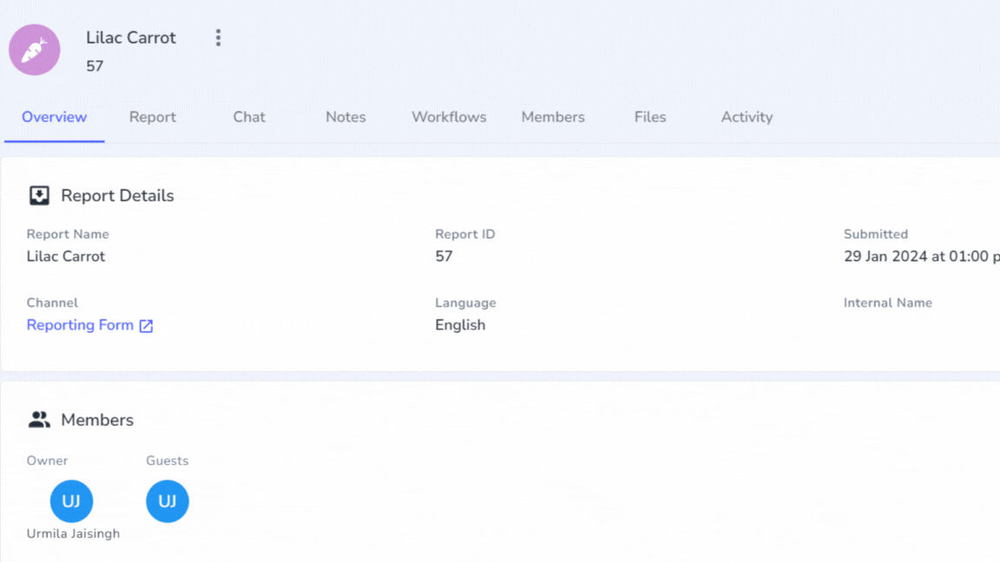 Lilac Carrot
57
Overview Report Chat Notes Workflows Members Files Activity
Report Details
Report Name Report ID Submitted
Lilac Carrot 57 29 Jan 2024 at 01:00 p
Channel Language Internal Name
Reporting Form English
Members
Owner Guests
UJ UJ
Urmila Jaisingh